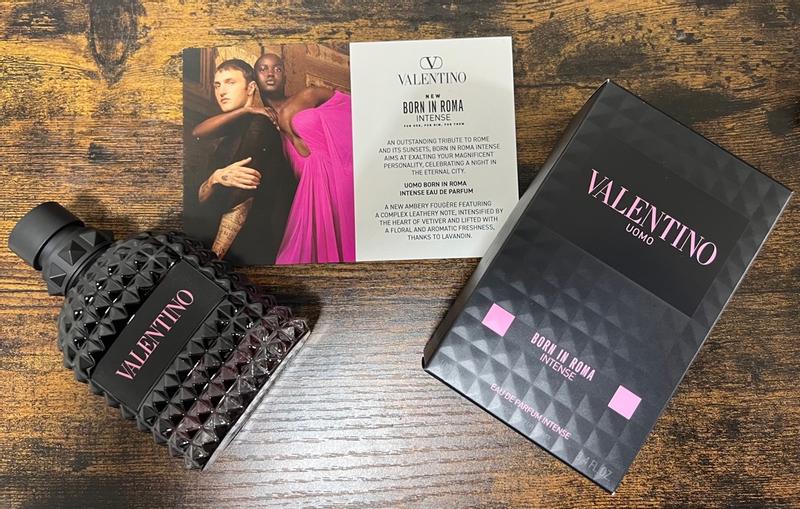 VALENTINO
NEW
BORN IN ROMA
INTENSE
FOR HER, FOR HIM, FOR THEM
AN OUTSTANDING TRIBUTE TO ROME
AND ITS SUNSETS, BORN IN ROMA INTENSE
AIMS AT EXALTING YOUR MAGNIFICENT
PERSONALITY, CELEBRATING A NIGHT IN
THE ETERNAL CITY.
UOMO BORN IN ROMA
INTENSE EAU DE PARFUM
A NEW AMBERY FOUGÈRE FEATURING
A COMPLEX LEATHERY NOTE, INTENSIFIED BY
THE HEART OF VETIVER AND LIFTED WITH
A FLORAL AND AROMATIC FRESHNESS,
THANKS TO LAVANDIN.
VALENTINO
VALENTINO
UOMO
BORN IN ROMA
INTENSE
EAU DE PARFUM INTENSE
FL.OZ.